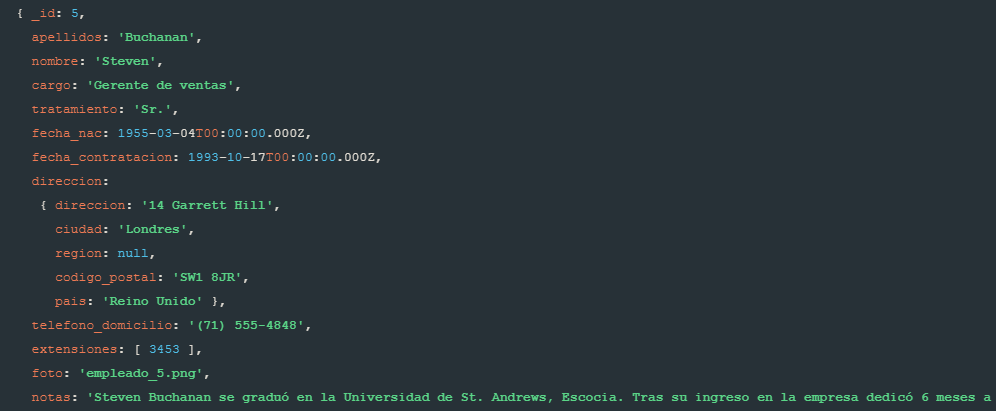 { _id: 5,
apellidos: 'Buchanan',
nombre: 'Steven',
cargo: 'Gerente de ventas',
tratamiento: 'Sr.',
fecha_nac: 1955-03-04T00:00:00.000Z,
fecha_contratacion: 1993-10-17T00:00:00.000Z,
direccion:
{ direccion: '14 Garrett Hill',
ciudad: 'Londres',
region: null,
codigo_postal: 'SW1 8JR',
pais: 'Reino Unido' },
telefono_domicilio: '(71) 555-4848',
extensiones: [ 3453 ],
foto: 'empleado_5.png',
notas: 'Steven Buchanan se graduó en la Universidad de St. Andrews, Escocia. Tras su ingreso en la empresa dedicó 6 meses a